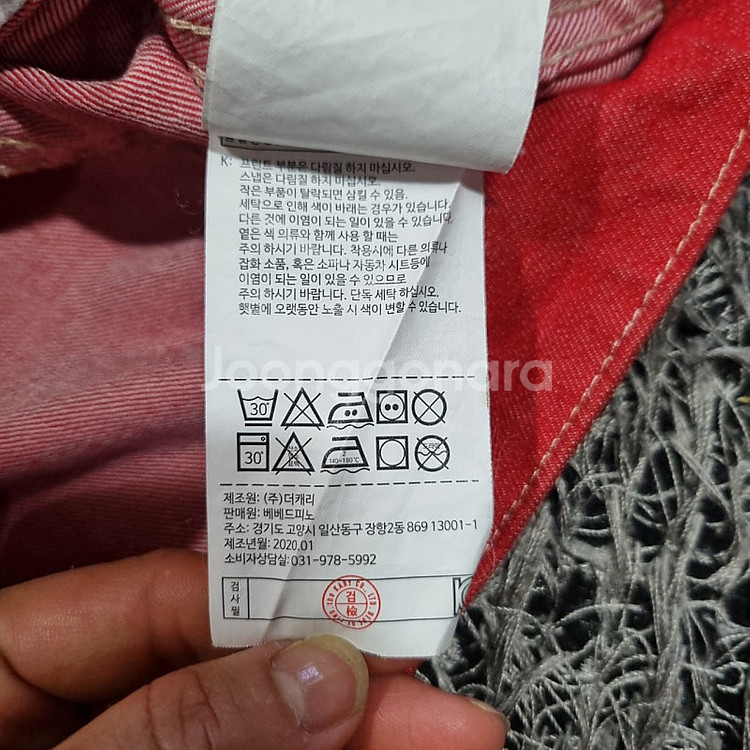 K: 프린트 부분은 다림질 하지 마십시오.
스냅은 다림질 하지 마십시오.
작은 부품이 탈락되면 삼킬 수 있음.
세탁으로 인해 색이 바래는 경우가 있습니다.
다른 것에 이염이 되는 일이 있을 수 있습니다.
옅은 색 의류와 함께 사용 할 때는
주의 하시기 바랍니다. 착용시에 다른 의류나
잡화 소품, 혹은 소파나 자동차 시트등에
이염이 되는 일이 있을 수 있으므로
주의 하시기 바랍니다. 단독 세탁 하십시오.
햇볕에 오랫동안 노출 시 색이 변할 수 있습니다.
Joonggonara
30
30 산소 표백 2 140~180℃ 드라이
제조원: (주)더캐리
판매원: 베베드피노
주소: 경기도 고양시 일산동구 장항2동 869 13001-1
제조년월: 2020.01
소비자상담실: 031-978-5992
검사필
검
檢